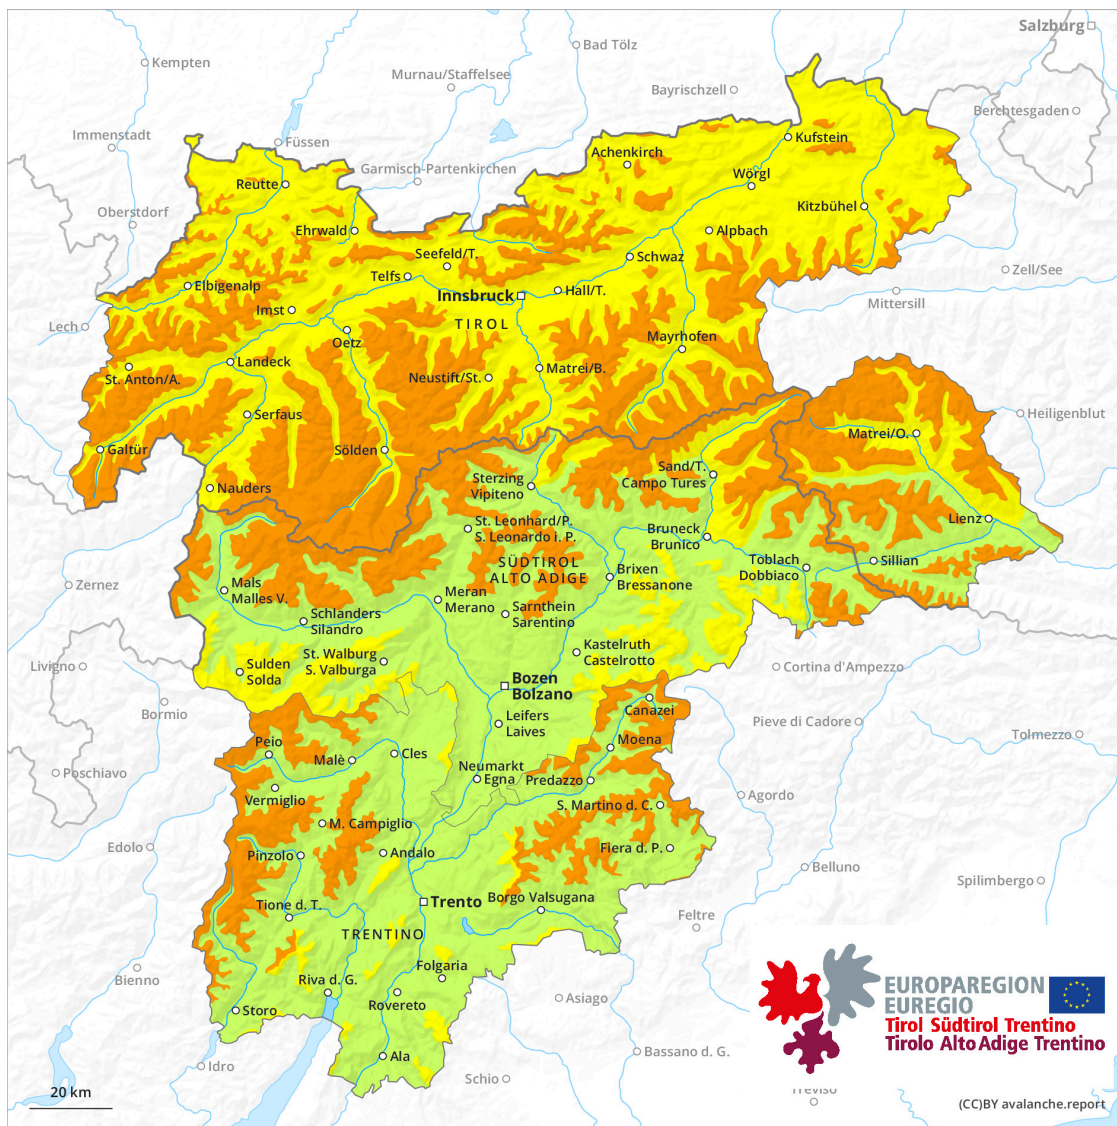 Salzburg
Bad Tölz
Kempten
Murnau/Staffelsee
Bayrischzell
Berchtesgaden
Immenstadt
Füssen
Kufstein
Achenkirch
Garmisch-Partenkirchen
Wörgl
Reutte
Oberstdorf
Kitzbühel
Ehrwald
Alpbach
Seefeld/T.
Schwaz
Telfs
Zell/See
Elbigenalp
Innsbruck
Hall/T.
Mittersill
Imst
TIROL
Lech
Oetz
Mayrhofen
Landeck
Matrei/B.
St. Anton/A.
Neustift/St.
Serfaus
Heiligenblut
Matrei/O.
Galtür
Sölden
Sand/T.
Campo Tures
Sterzing
Vipiteno
Nauders
Lienz
St. Leonhard/P.
S. Leonardo i. P.
Bruneck
Brunico
SÜDTIROL
ALTO ADIGE
Toblach
Dobbiaco
Sillian
Brixen
Bressanone
Zernez
Mals
Malles V.
Meran
Merano
Sarnthein
Sarentino
Schlanders
Silandro
Kastelruth
Castelrotto
St. Walburg
S. Valburga
Livigno
Sulden
Solda
Cortina d'Ampezzo
Bozen
Bolzano
Bormio
Canazei
Leifers
Laives
Pieve di Cadore
Tolmezzo
Peio
Moena
Malè
Cles
Poschiavo
Neumarkt
Egna
Predazzo
Vermiglio
Agordo
S. Martino d. C.
M. Campiglio
Edolo
Pinzolo
Andalo
Fiera d. P.
Belluno
Spilimbergo
Tione d. T.
Trento
Borgo Valsugana
Feltre
TRENTINO
Folgaria
Bienno
Riva d. G.
Rovereto
Asiago
Storo
EUROPAREGION
EUREGIO
Tirol Südtirol Trentino
Tirolo Alto Adige Trentino
Ala
Bassano d. G.
Idro
Schio
20 km
Treviso
(CC)BY avalanche.report